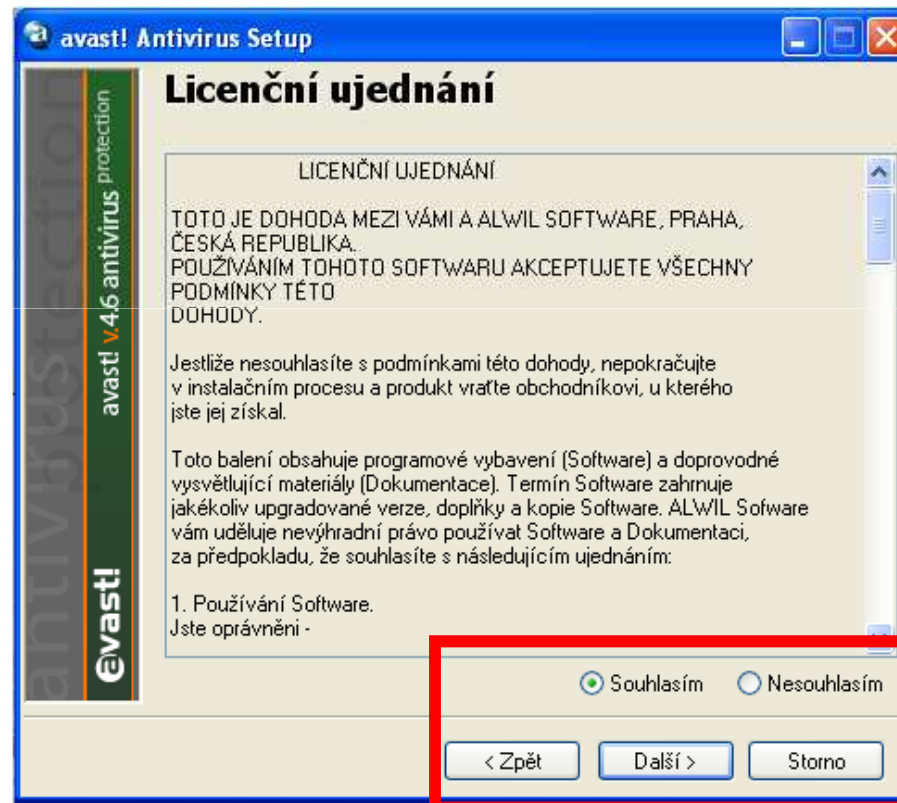 avast! Antivirus Setup
Licenční ujednání
LICENČNÍ UJEDNÁNÍ
TOTO JE DOHODA MEZI VÁMI A ALWIL SOFTWARE, PRAHA,
ČESKÁ REPUBLIKA.
POUŽÍVÁNÍM TOHOTO SOFTWARU AKCEPTUJETE VŠECHNY
PODMÍNKY TÉTO
DOHODY.
Jestliže nesouhlasíte s podmínkami této dohody, nepokračujte
v instalačním procesu a produkt vraťte obchodníkovi, u kterého
jste jej získal.
Toto balení obsahuje programové vybavení (Software) a doprovodné
vysvětlující materiály (Dokumentace). Termín Software zahrnuje
jakékoliv upgradované verze, doplňky a kopie Software. ALWIL Sofware
vám uděluje nevýhradní právo používat Software a Dokumentaci,
za předpokladu, že souhlasíte s následujícím ujednáním:
1. Používání Software.
Jste oprávněni -
Souhlasím Nesouhlasím
< Zpět Další > Storno
avast! avast! v.4.6 antivirus protection
antivirus protection